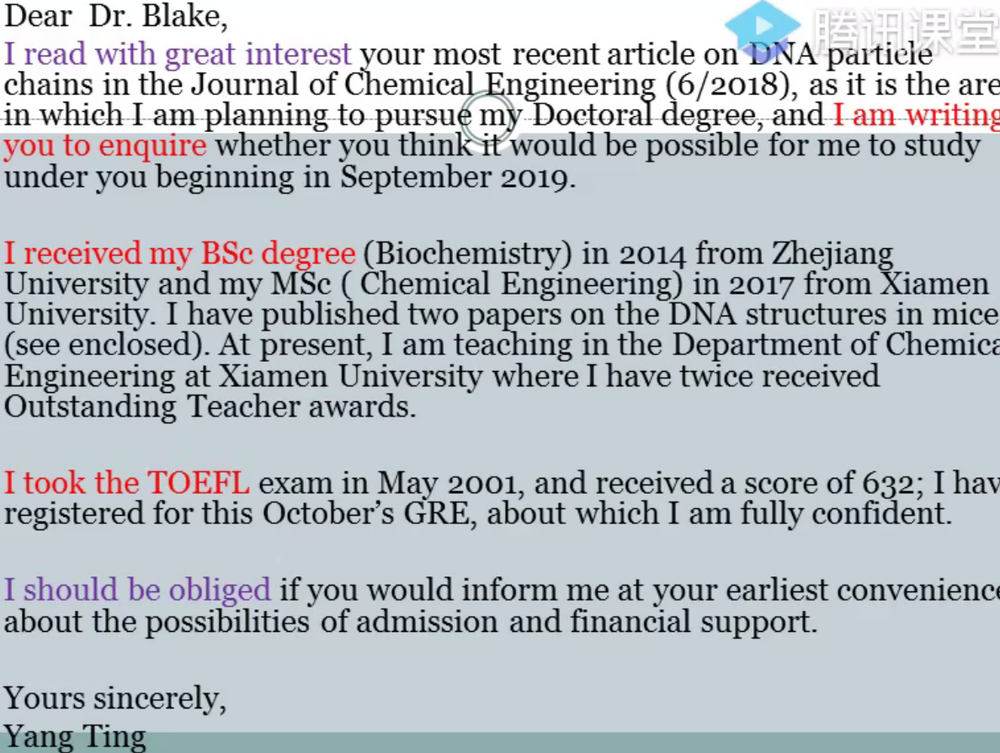 Dear Dr. Blake,
腾讯课堂
I read with great interest your most recent article on DNA particle
chains in the Journal of Chemical Engineering (6/2018), as it is the are
in which I am planning to pursue my Doctoral degree, and I am writing
you to enquire whether you think it would be possible for me to study
under you beginning in September 2019.
I received my BSc degree (Biochemistry) in 2014 from Zhejiang
University and my MSc ( Chemical Engineering) in 2017 from Xiamen
University. I have published two papers on the DNA structures in mice
(see enclosed). At present, I am teaching in the Department of Chemica
Engineering at Xiamen University where I have twice received
Outstanding Teacher awards.
I took the TOEFL exam in May 2001, and received a score of 632; I hav
registered for this October's GRE, about which I am fully confident.
I should be obliged if you would inform me at your earliest convenience
about the possibilities of admission and financial support.
Yours sincerely,
Yang Ting